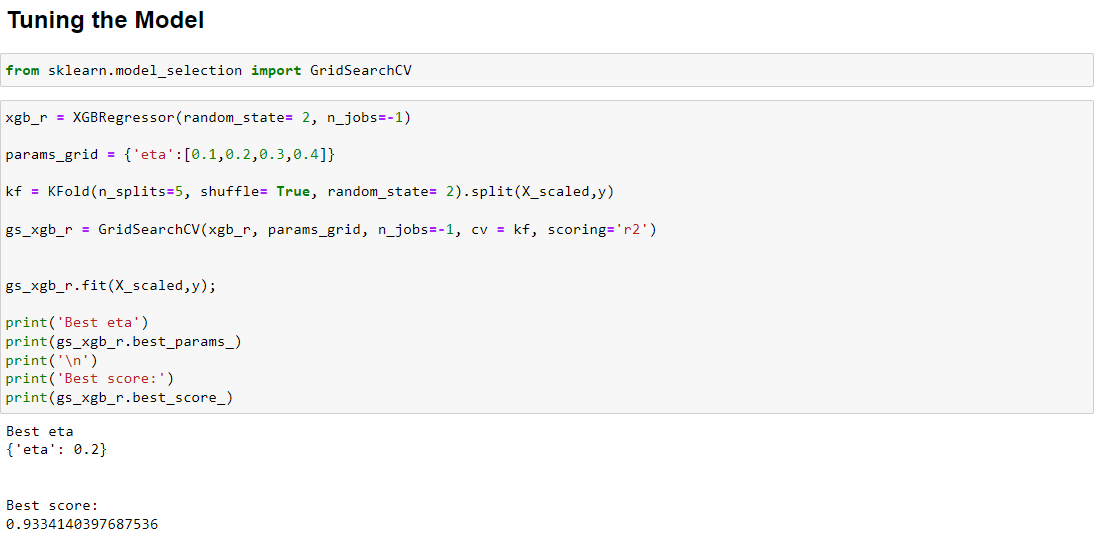 Tuning the Model
from sklearn.model_selection import GridSearchCV
xgb_r = XGBRegressor(random_state= 2, n_jobs=-1)
params_grid = {'eta':[0.1,0.2,0.3,0.4]}
kf = KFold(n_splits=5, shuffle= True, random_state= 2).split(X_scaled,y)
gs_xgb_r = GridSearchCV(xgb_r, params_grid, n_jobs=-1, cv = kf, scoring='r2')
gs_xgb_r.fit(X_scaled,y);
print('Best eta')
print(gs_xgb_r.best_params_)
print('\n')
print('Best score:')
print(gs_xgb_r.best_score_)
Best eta
{'eta': 0.2}
Best score:
0.9334140397687536